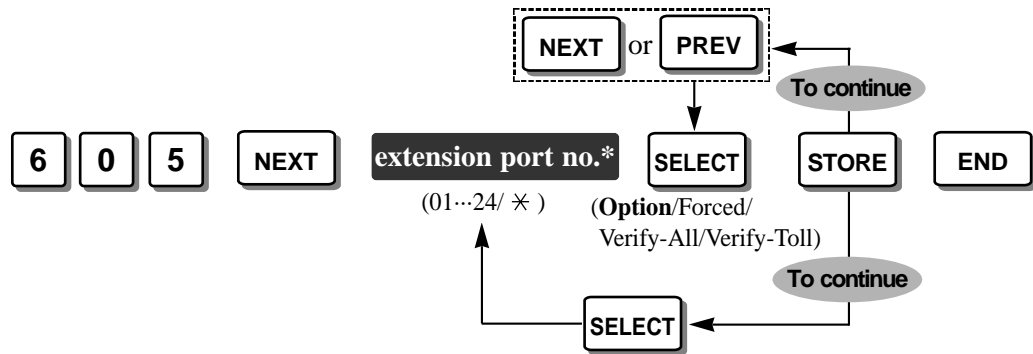 NEXT or PREV
To continue
6 0 5 NEXT extension port no.* SELECT STORE END
(01···24/ ✳ ) (Option/Forced/
Verify-All/Verify-Toll)
To continue
SELECT